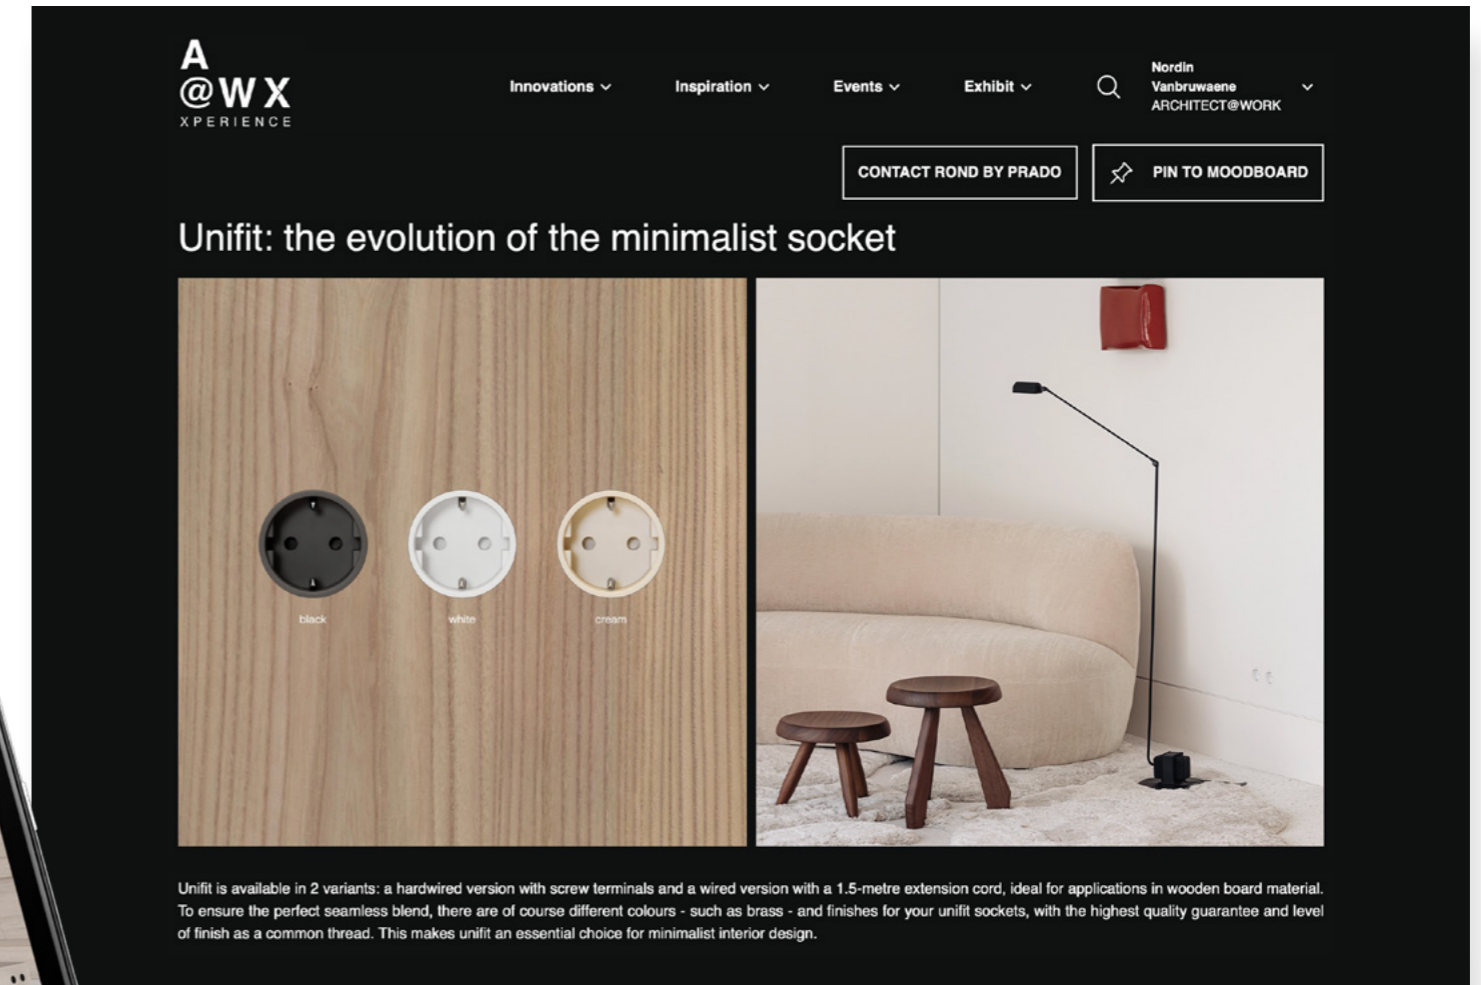 A
@WX
XPERIENCE
Innovations
Inspiration
Events
Exhibit
Nordin
Vanbruwaene
ARCHITECT@WORK
CONTACT ROND BY PRADO
PIN TO MOODBOARD
Unifit: the evolution of the minimalist socket
black
white
cream
Unifit is available in 2 variants: a hardwired version with screw terminals and a wired version with a 1.5-metre extension cord, ideal for applications in wooden board material.
To ensure the perfect seamless blend, there are of course different colours - such as brass - and finishes for your unifit sockets, with the highest quality guarantee and level
of finish as a common thread. This makes unifit an essential choice for minimalist interior design.